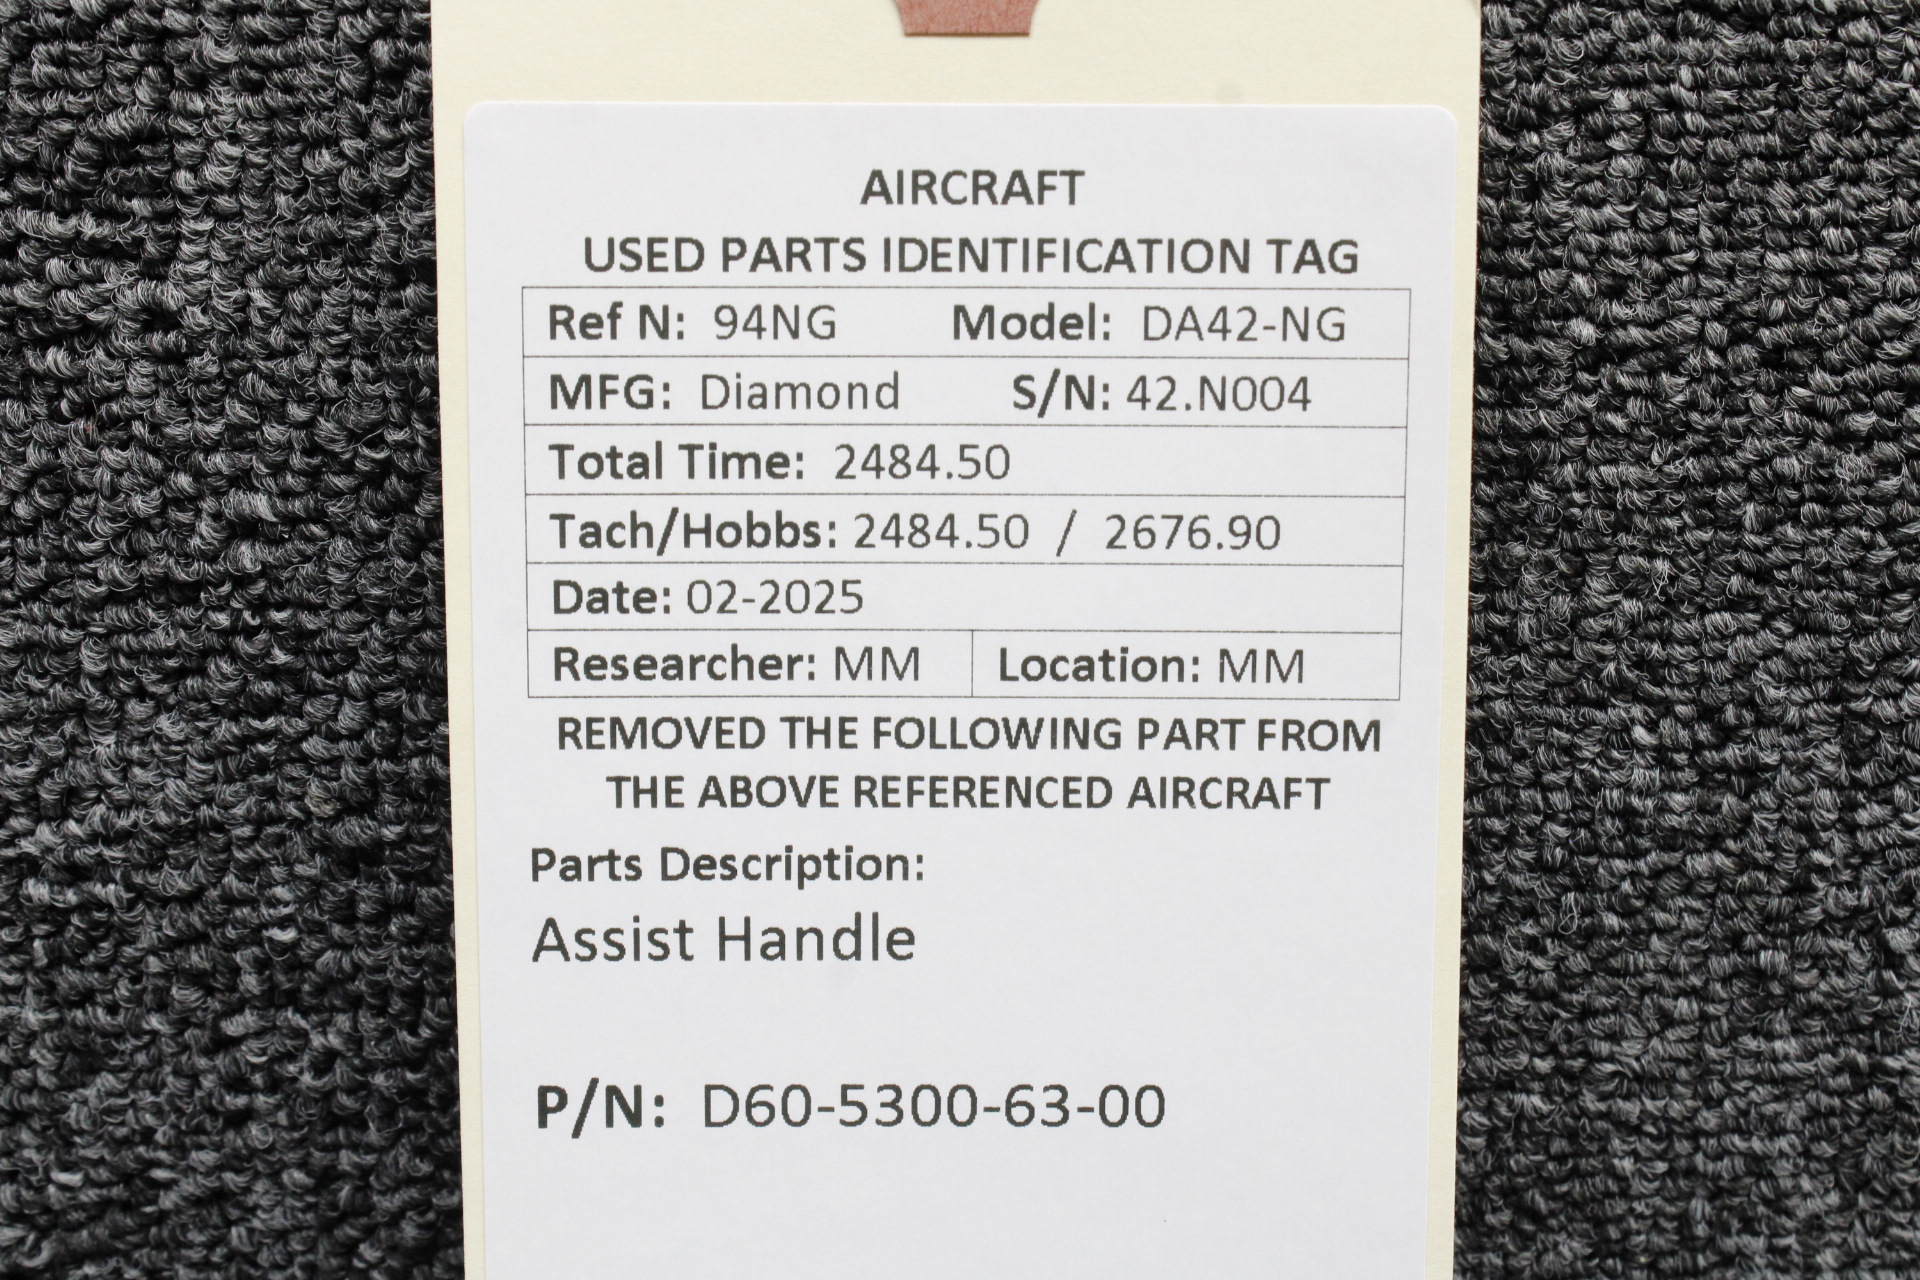 AIRCRAFT
USED PARTS IDENTIFICATION TAG
Ref N: 94NG Model: DA42-NG
MFG: Diamond S/N: 42.N004
Total Time: 2484.50
Tach/Hobbs: 2484.50 / 2676.90
Date: 02-2025
Researcher: MM Location: MM
REMOVED THE FOLLOWING PART FROM
THE ABOVE REFERENCED AIRCRAFT
Parts Description:
Assist Handle
P/N: D60-5300-63-00